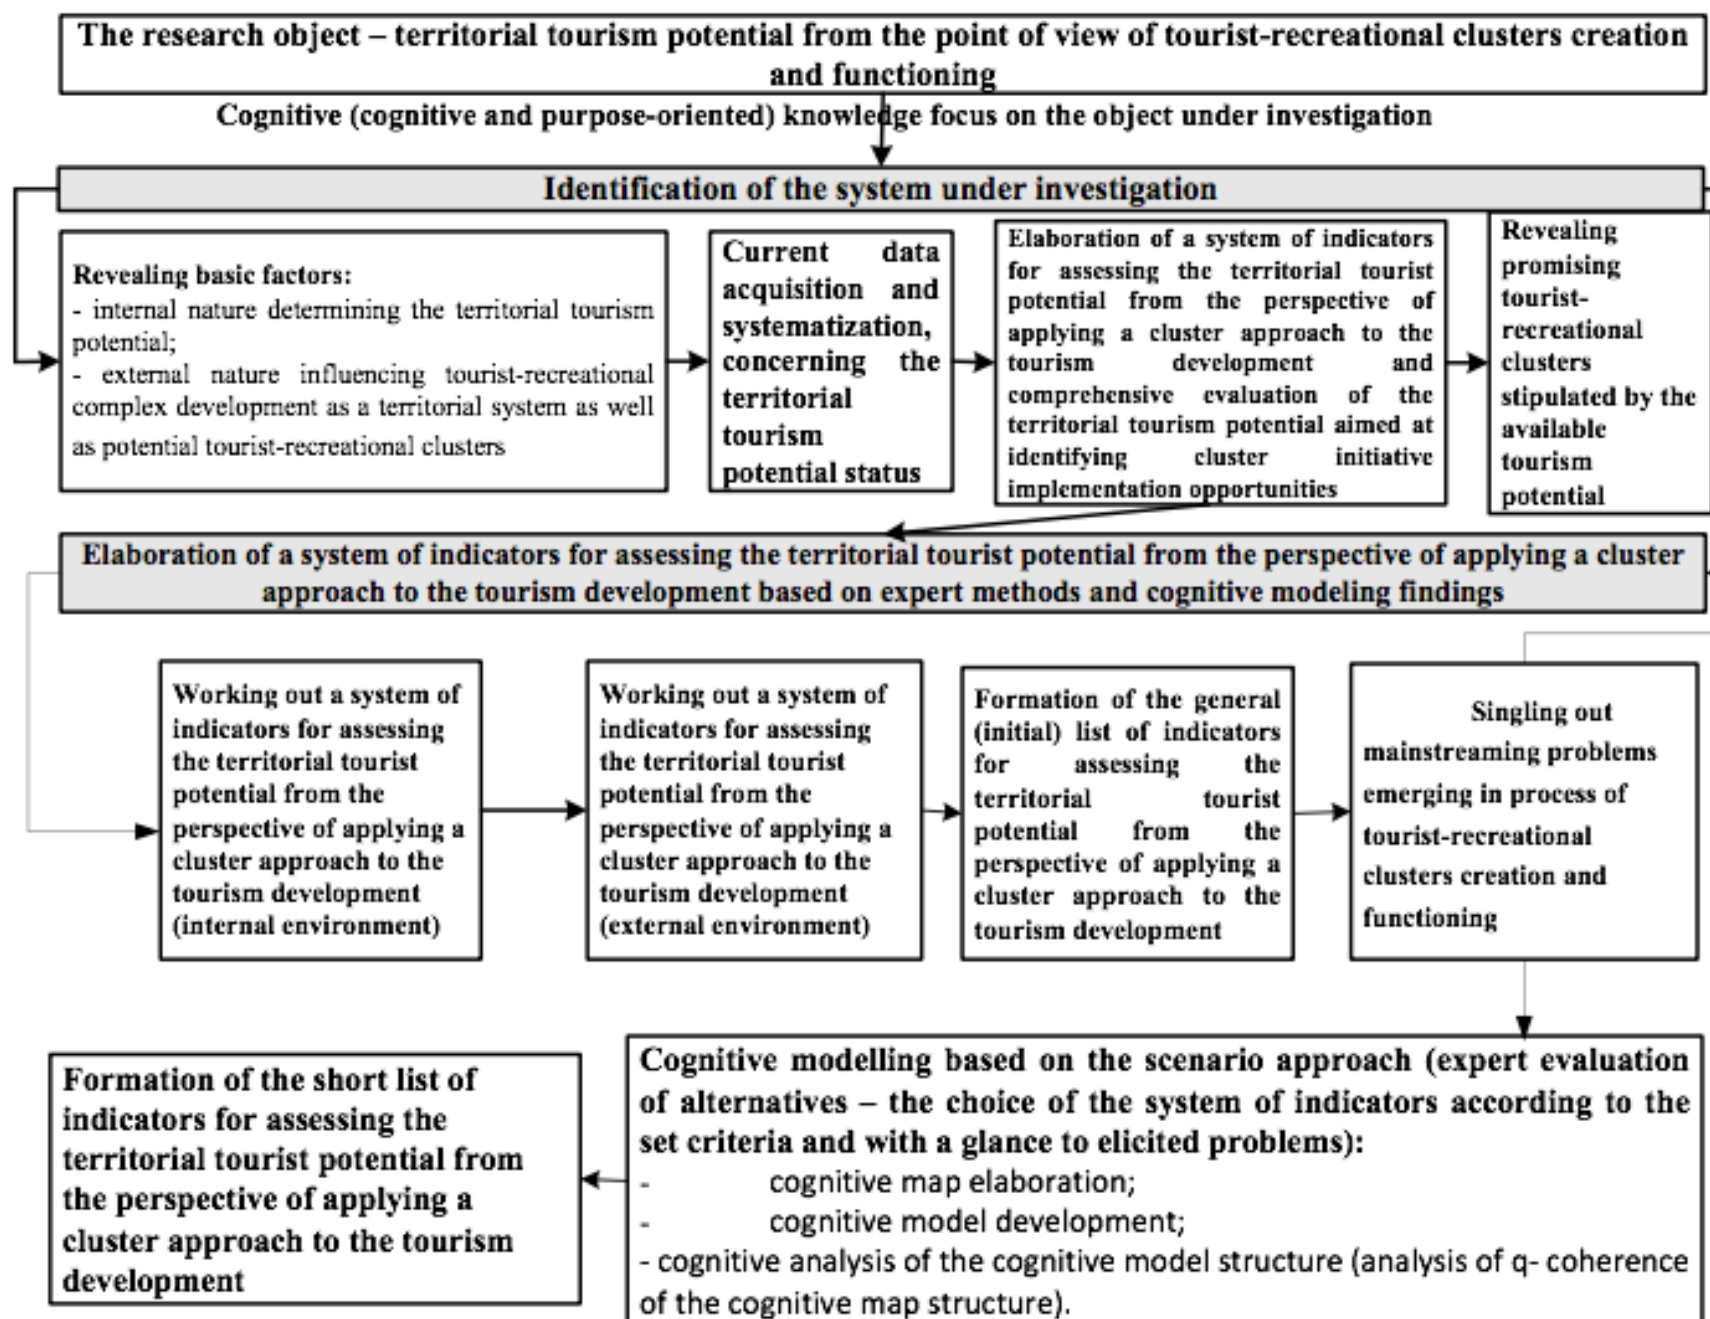 The research object – territorial tourism potential from the point of view of tourist-recreational clusters creation
and functioning
Cognitive (cognitive and purpose-oriented) knowledge focus on the object under investigation
Identification of the system under investigation
Revealing basic factors:
- internal nature determining the territorial tourism
potential;
- external nature influencing tourist-recreational
complex development as a territorial system as well
as potential tourist-recreational clusters
Current data
acquisition and
systematization,
concerning the
territorial
tourism
potential status
Elaboration of a system of indicators
for assessing the territorial tourist
potential from the perspective of
applying a cluster approach to the
tourism development and
comprehensive evaluation of the
territorial tourism potential aimed at
identifying cluster initiative
implementation opportunities
Revealing
promising
tourist-
recreational
clusters
stipulated by the
available
tourism
potential
Elaboration of a system of indicators for assessing the territorial tourist potential from the perspective of applying a cluster
approach to the tourism development based on expert methods and cognitive modeling findings
Working out a system of
indicators for assessing
the territorial tourist
potential from the
perspective of applying a
cluster approach to the
tourism development
(internal environment)
Working out a system of
indicators for assessing
the territorial tourist
potential from the
perspective of applying a
cluster approach to the
tourism development
(external environment)
Formation of the general
(initial) list of indicators
for assessing the
territorial tourist
potential from the
perspective of applying a
cluster approach to the
tourism development
Singling out
mainstreaming problems
emerging in process of
tourist-recreational
clusters creation and
functioning
Formation of the short list of
indicators for assessing the
territorial tourist potential from
the perspective of applying a
cluster approach to the tourism
development
Cognitive modelling based on the scenario approach (expert evaluation
of alternatives – the choice of the system of indicators according to the
set criteria and with a glance to elicited problems):
- cognitive map elaboration;
- cognitive model development;
- cognitive analysis of the cognitive model structure (analysis of q- coherence
of the cognitive map structure).